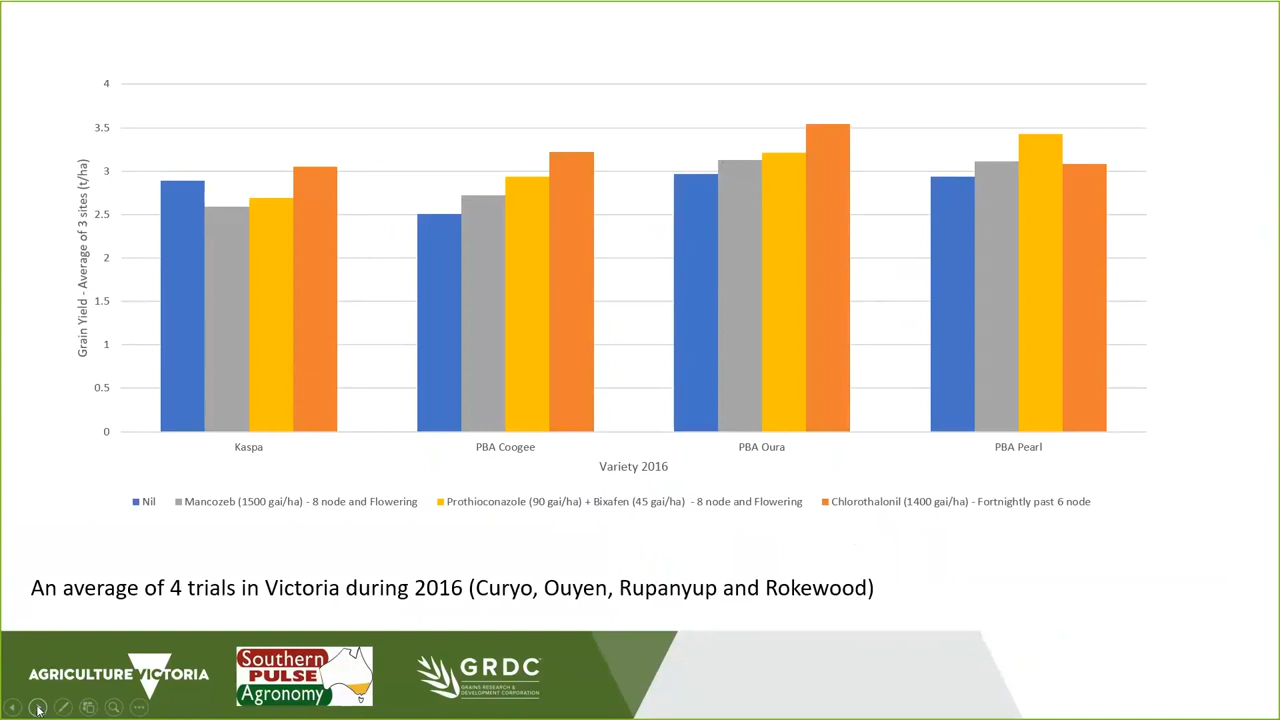 4
3.5
3
2.5
2
1.5
1
0.5
0
Grain Yield - Average of 3 sites (t/ha)
Kaspa
PBA Coogee
PBA Oura
PBA Pearl
Variety 2016
Nil
Mancozeb (1500 gai/ha) - 8 node and Flowering
Prothioconazole (90 gai/ha) + Bixafen (45 gai/ha) - 8 node and Flowering
Chlorothalonil (1400 gai/ha) - Fortnightly past 6 node
An average of 4 trials in Victoria during 2016 (Curyo, Ouyen, Rupanyup and Rokewood)
AGRICULTURE VICTORIA
Southern
PULSE
Agronomy
GRDC
GRAINS RESEARCH &
DEVELOPMENT CORPORATION